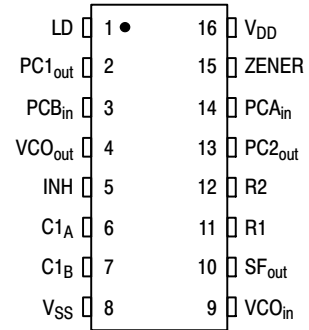 LD 1 16 VDD
PC1out 2 15 ZENER
PCBin 3 14 PCAin
VCOout 4 13 PC2out
INH 5 12 R2
C1A 6 11 R1
C1B 7 10 SFout
VSS 8 9 VCOin